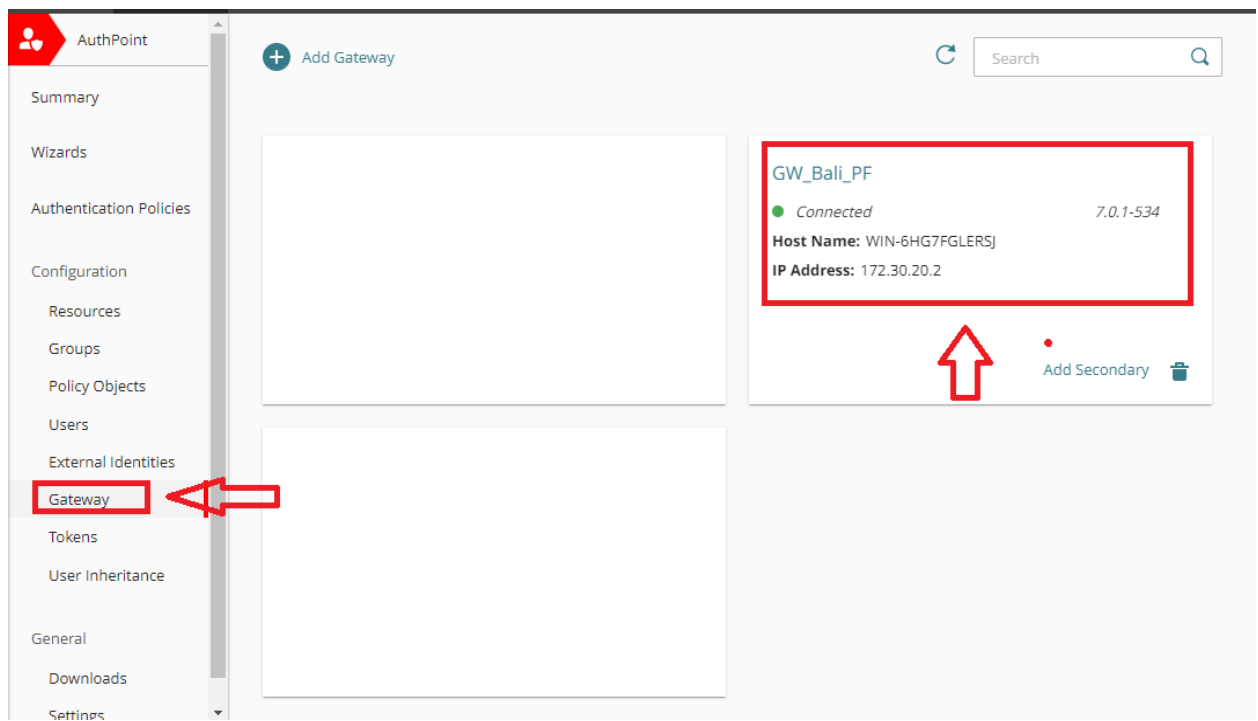 AuthPoint
Summary
Wizards
Authentication Policies
Configuration
Resources
Groups
Policy Objects
Users
External Identities
Gateway
Tokens
User Inheritance
General
Downloads
Settings
Add Gateway
Search
GW_Bali_PF
Connected 7.0.1-534
Host Name: WIN-6HG7FGLERSJ
IP Address: 172.30.20.2
Add Secondary